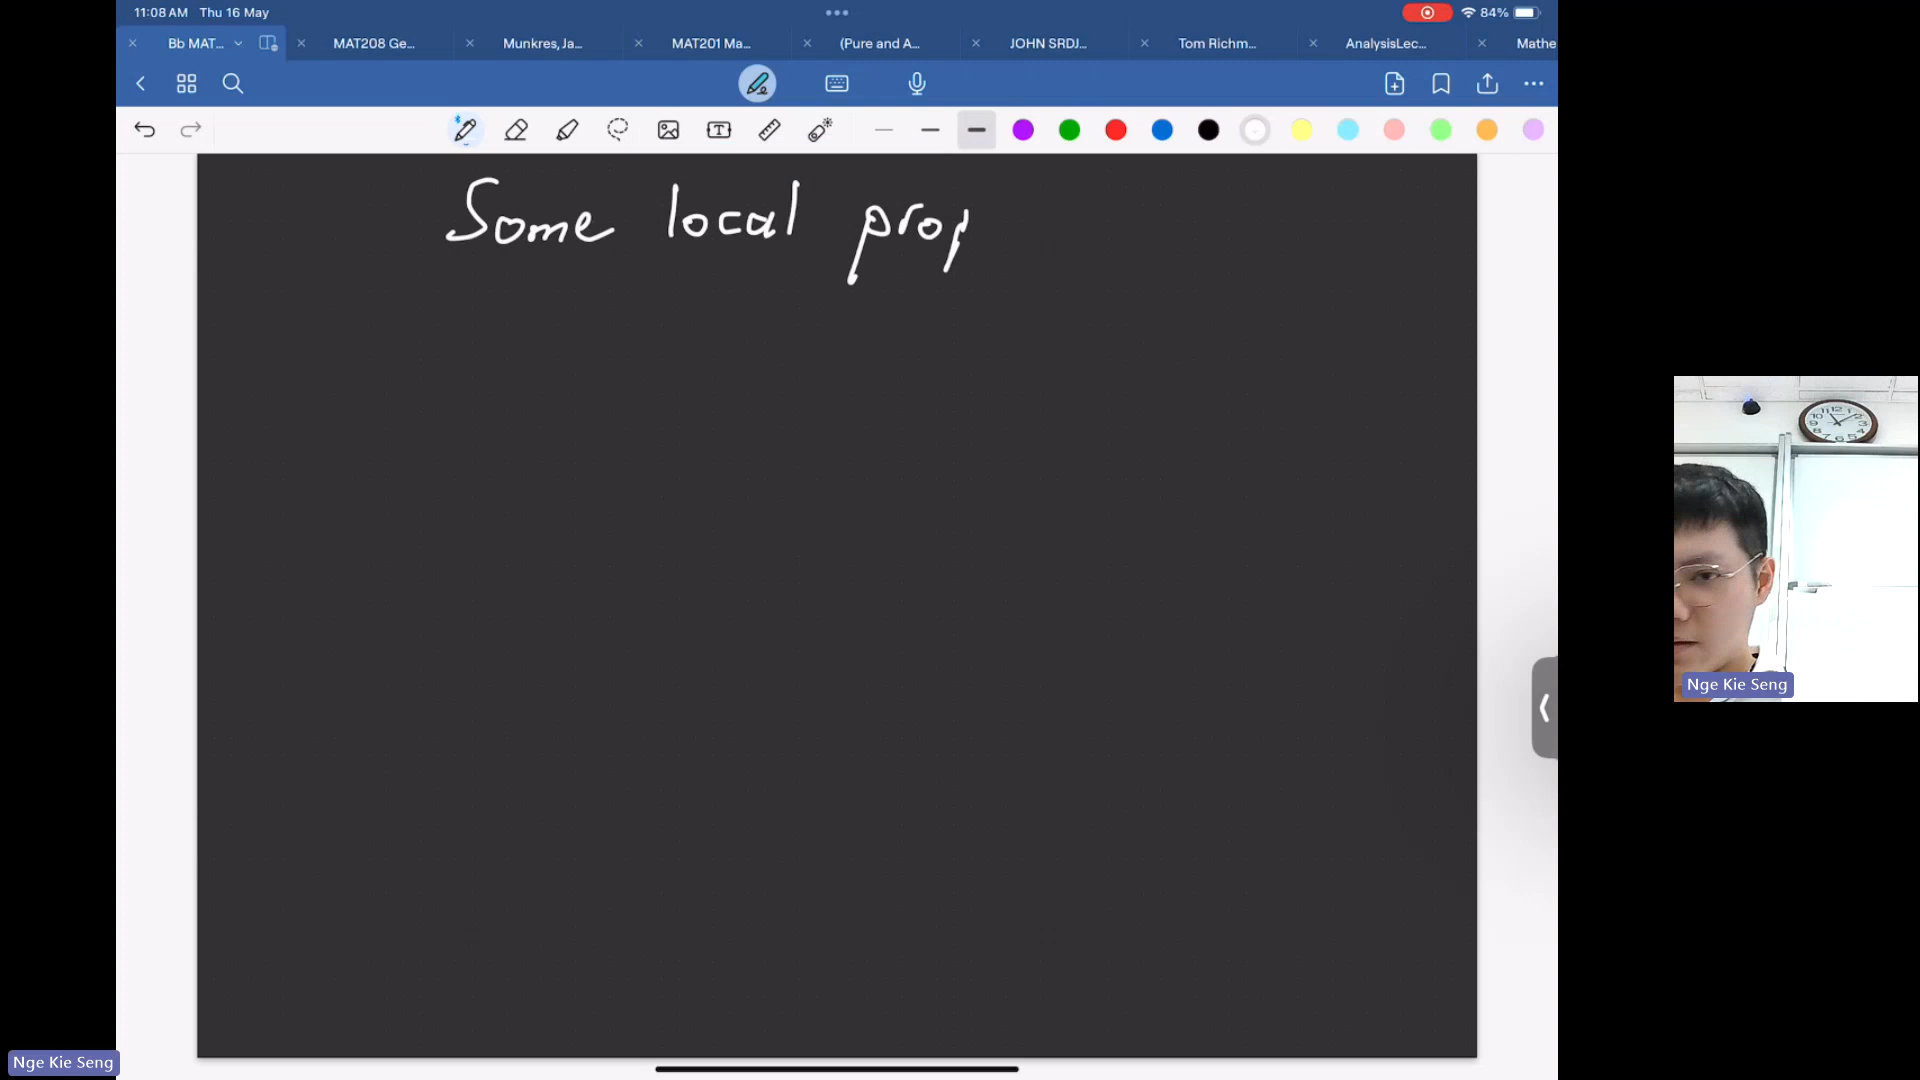 11:08 AM Thu 16 May
84%
Bb MAT...
MAT208 Ge...
Munkres, Ja...
MAT201 Ma...
(Pure and A...
JOHN SRDJ...
Tom Richm...
AnalysisLec...
Mathe
Some local prop
Nge Kie Seng
Nge Kie Seng